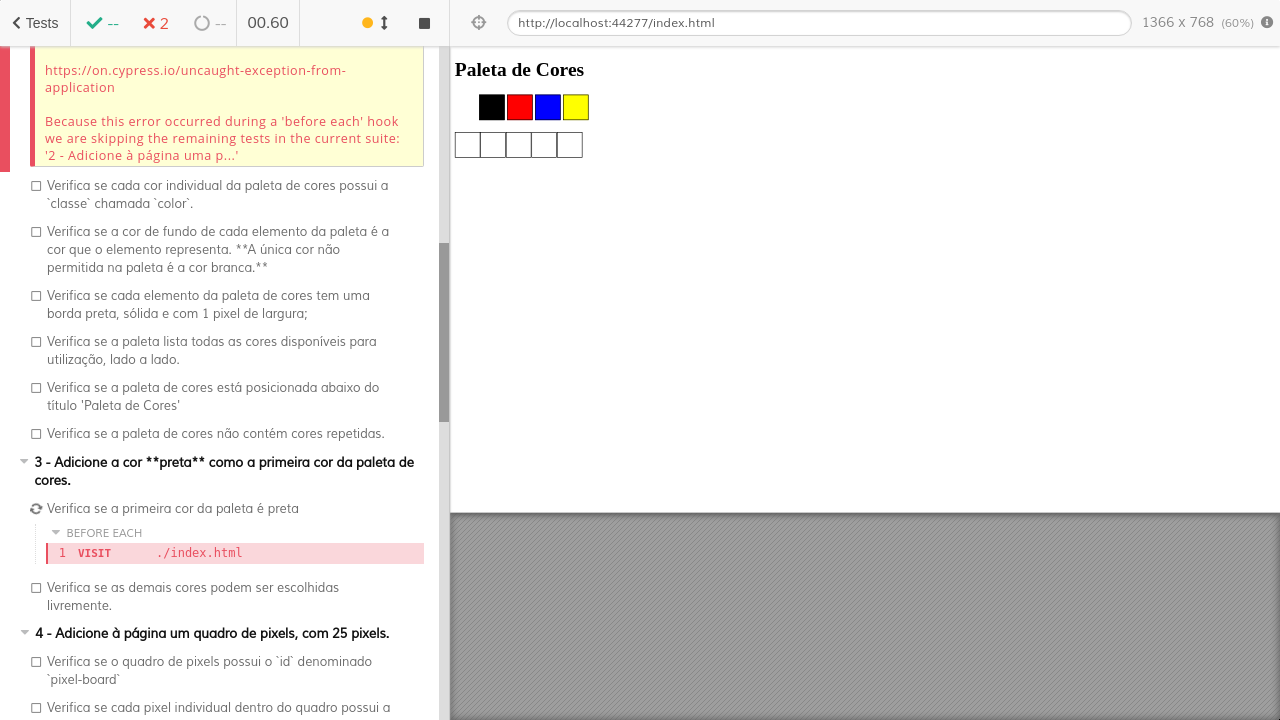 Tests
--
2
--
00.60
http://localhost:44277/index.html
1366 x 768 (60%)
https://on.cypress.io/uncaught-exception-from-
application
Because this error occurred during a 'before each' hook
we are skipping the remaining tests in the current suite:
'2 - Adicione à página uma p...'
Verifica se cada cor individual da paleta de cores possui a
`classe` chamada `color`.
Verifica se a cor de fundo de cada elemento da paleta é a
cor que o elemento representa. **A única cor não
permitida na paleta é a cor branca.**
Verifica se cada elemento da paleta de cores tem uma
borda preta, sólida e com 1 pixel de largura;
Verifica se a paleta lista todas as cores disponíveis para
utilização, lado a lado.
Verifica se a paleta de cores está posicionada abaixo do
título 'Paleta de Cores'
Verifica se a paleta de cores não contém cores repetidas.
3 - Adicione a cor **preta** como a primeira cor da paleta de
cores.
Verifica se a primeira cor da paleta é preta
BEFORE EACH
1 VISIT ./index.html
Verifica se as demais cores podem ser escolhidas
livremente.
4 - Adicione à página um quadro de pixels, com 25 pixels.
Verifica se o quadro de pixels possui o `id` denominado
`pixel-board`
Verifica se cada pixel individual dentro do quadro possui a
Paleta de Cores